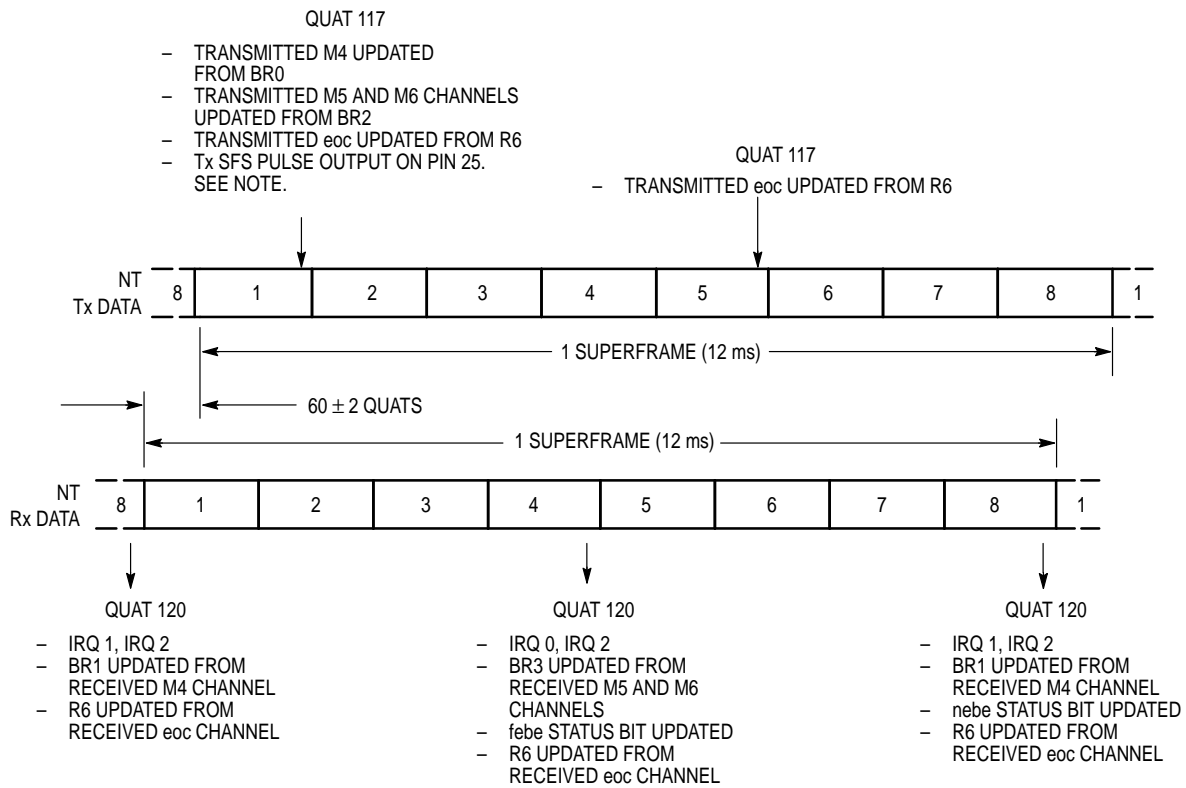 QUAT 117
– TRANSMITTED M4 UPDATED
FROM BR0
– TRANSMITTED M5 AND M6 CHANNELS
UPDATED FROM BR2
– TRANSMITTED eoc UPDATED FROM R6
– Tx SFS PULSE OUTPUT ON PIN 25.
SEE NOTE.
QUAT 117
– TRANSMITTED eoc UPDATED FROM R6
NT
Tx DATA
8 1 2 3 4 5 6 7 8 1
1 SUPERFRAME (12 ms)
60 ± 2 QUATS
1 SUPERFRAME (12 ms)
NT
Rx DATA
8 1 2 3 4 5 6 7 8 1
QUAT 120
– IRQ 1, IRQ 2
– BR1 UPDATED FROM
RECEIVED M4 CHANNEL
– R6 UPDATED FROM
RECEIVED eoc CHANNEL
QUAT 120
– IRQ 0, IRQ 2
– BR3 UPDATED FROM
RECEIVED M5 AND M6
CHANNELS
– febe STATUS BIT UPDATED
– R6 UPDATED FROM
RECEIVED eoc CHANNEL
QUAT 120
– IRQ 1, IRQ 2
– BR1 UPDATED FROM
RECEIVED M4 CHANNEL
– nebe STATUS BIT UPDATED
– R6 UPDATED FROM
RECEIVED eoc CHANNEL